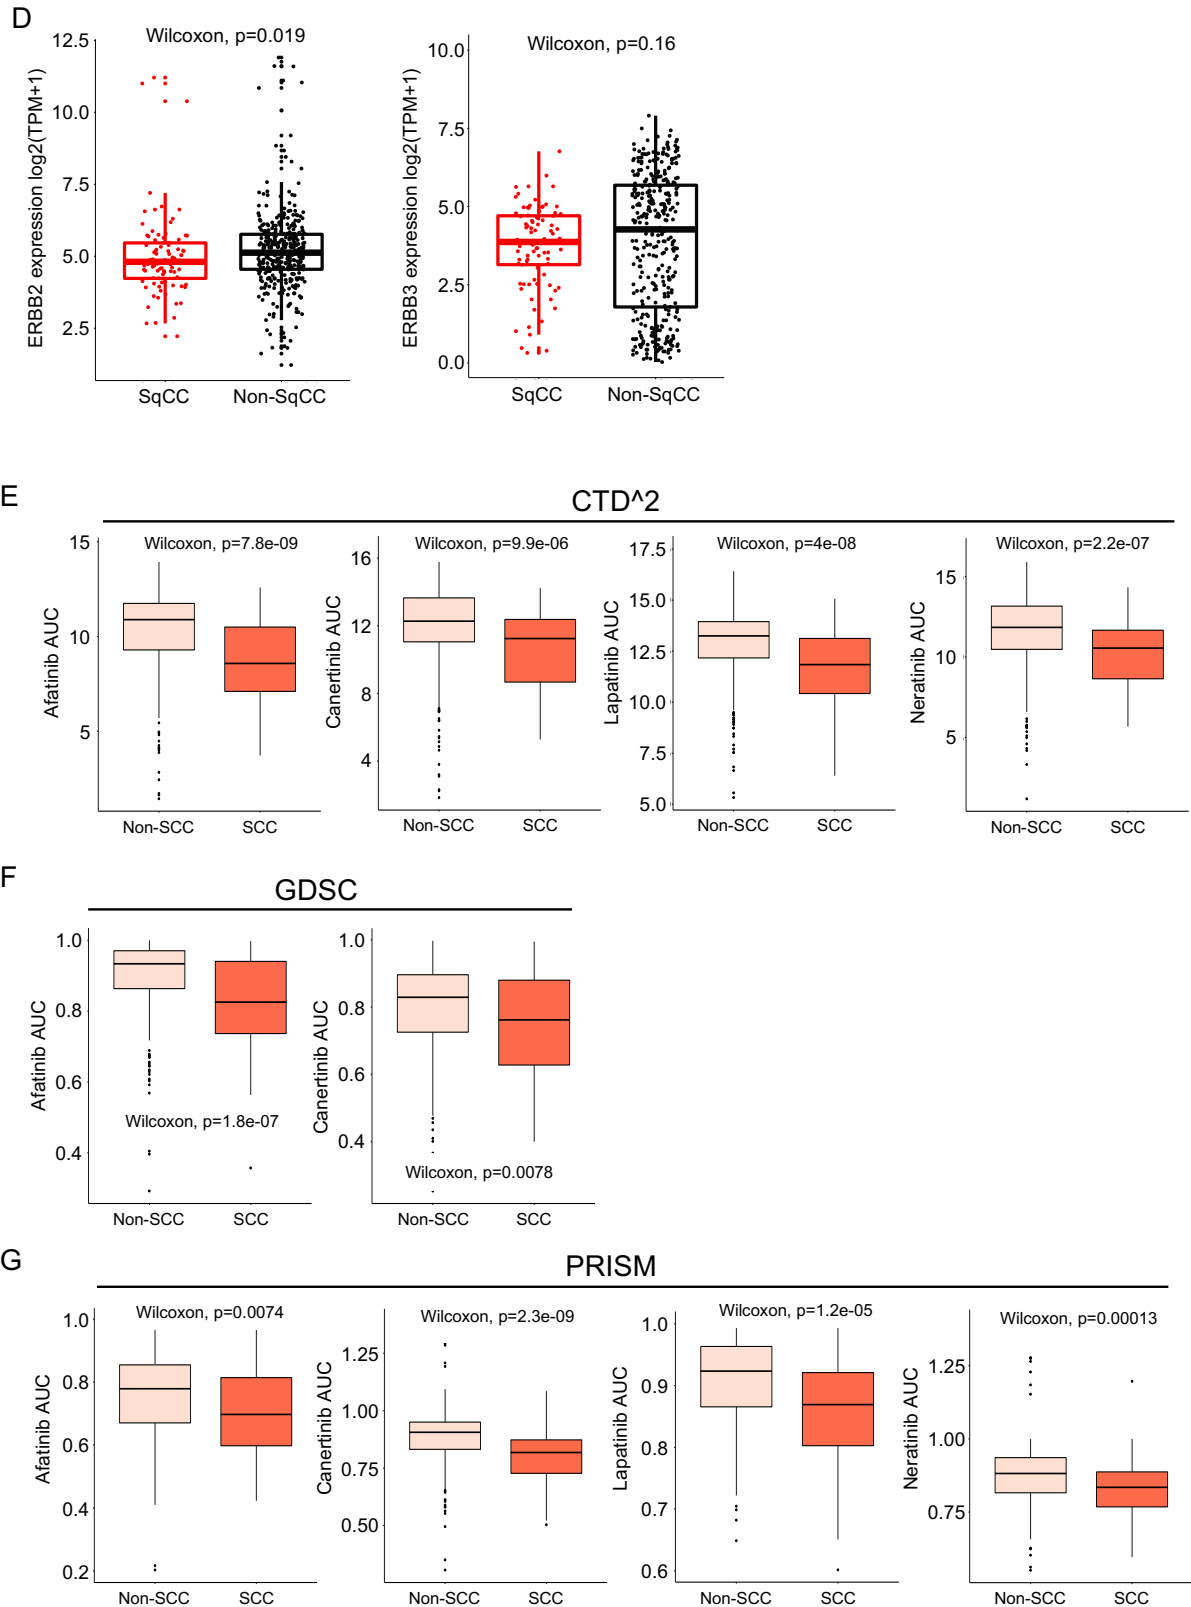 D
Wilcoxon, p=0.019
ERBB2 expression log2(TPM+1)
12.5
10.0
7.5
5.0
2.5
SqCC Non-SqCC
Wilcoxon, p=0.16
ERBB3 expression log2(TPM+1)
10.0
7.5
5.0
2.5
0.0
SqCC Non-SqCC
E
CTD^2
Wilcoxon, p=7.8e-09
Afatinib AUC
15
10
5
Non-SCC SCC
Wilcoxon, p=9.9e-06
Canertinib AUC
16
12
8
4
Non-SCC SCC
Wilcoxon, p=4e-08
Lapatinib AUC
17.5
15.0
12.5
10.0
7.5
5.0
Non-SCC SCC
Wilcoxon, p=2.2e-07
Neratinib AUC
15
10
5
Non-SCC SCC
F
GDSC
Afatinib AUC
1.0
0.8
0.6
0.4
Wilcoxon, p=1.8e-07
Non-SCC SCC
Canertinib AUC
1.0
0.8
0.6
0.4
Wilcoxon, p=0.0078
Non-SCC SCC
G
PRISM
Wilcoxon, p=0.0074
Afatinib AUC
1.0
0.8
0.6
0.4
0.2
Non-SCC SCC
Wilcoxon, p=2.3e-09
Canertinib AUC
1.25
1.00
0.75
0.50
Non-SCC SCC
Wilcoxon, p=1.2e-05
Lapatinib AUC
1.0
0.9
0.8
0.7
0.6
Non-SCC SCC
Wilcoxon, p=0.00013
Neratinib AUC
1.25
1.00
0.75
Non-SCC SCC